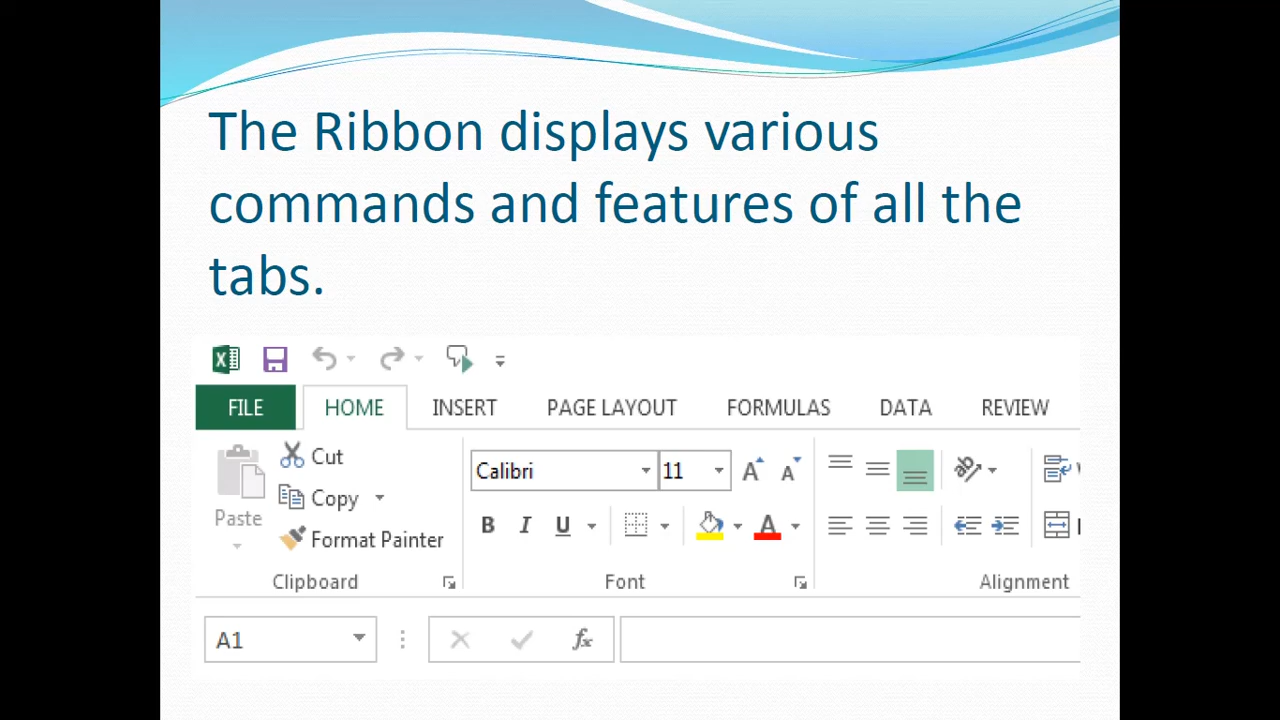 The Ribbon displays various
commands and features of all the
tabs.
FILE HOME INSERT PAGE LAYOUT FORMULAS DATA REVIEW
Cut
Calibri 11
Copy
Paste
B I U A
Format Painter
Clipboard Font Alignment
A1 fx